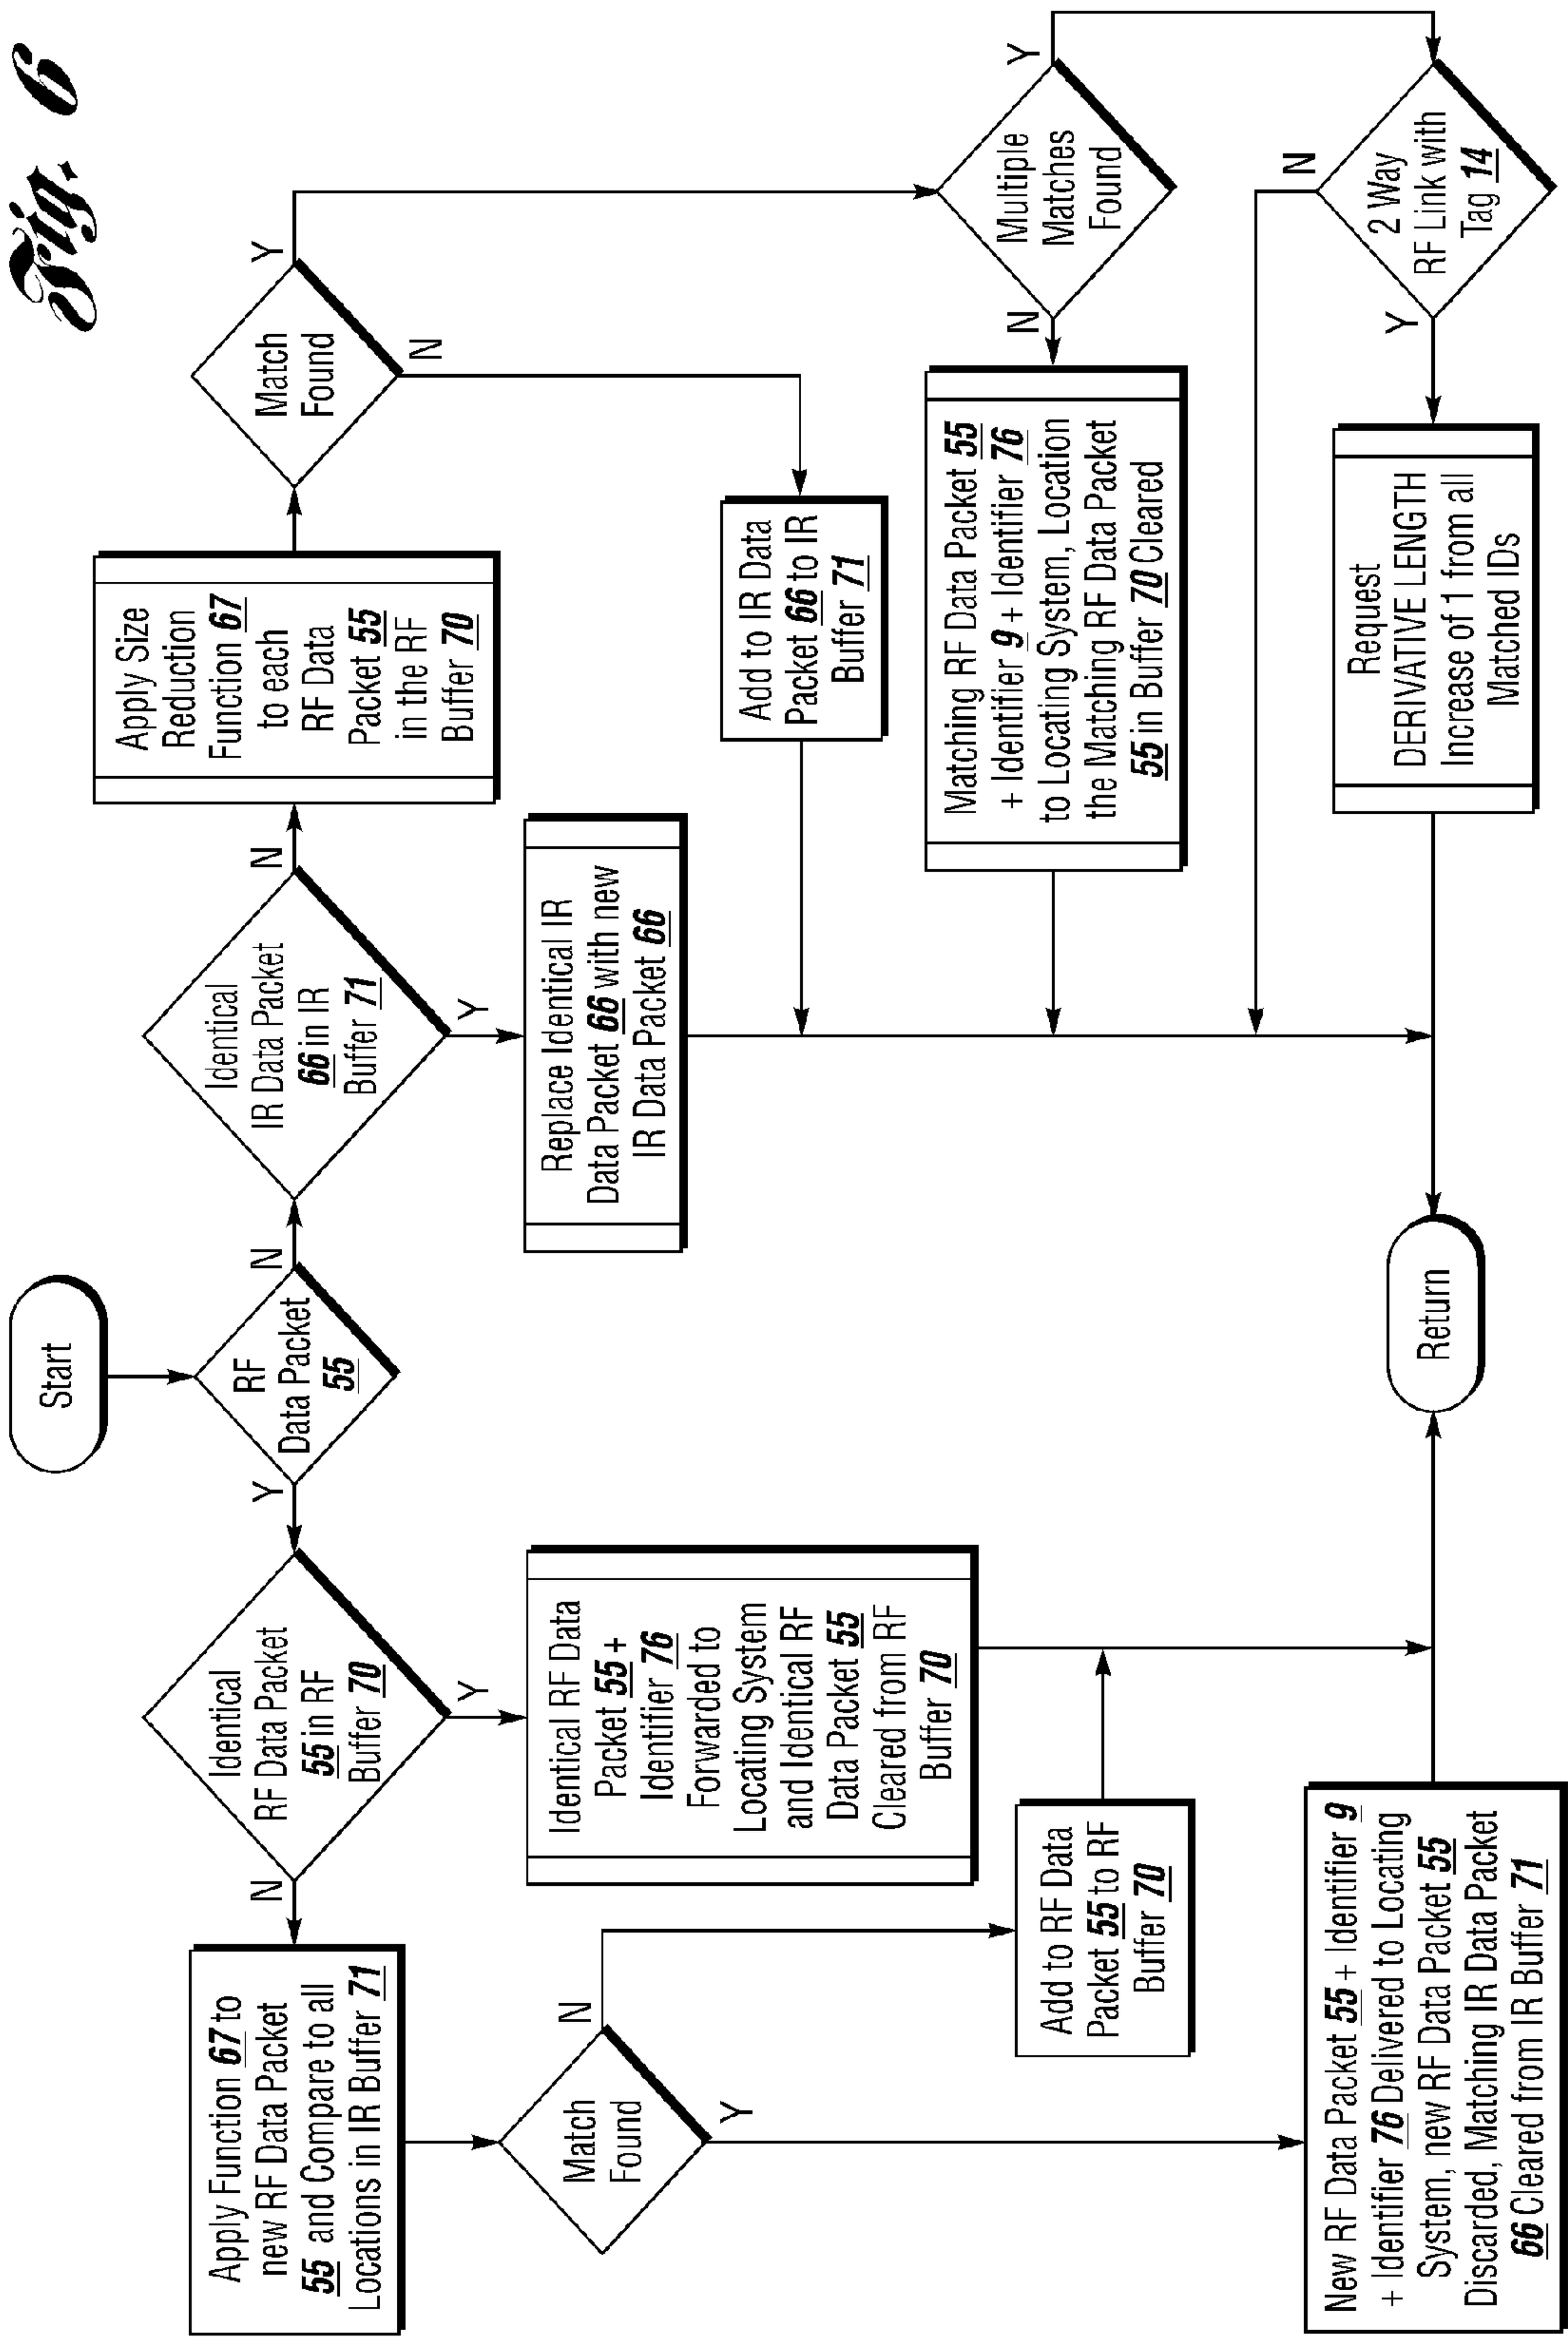 Fig. 6
Start
RF
Data Packet
55
Y
N
Identical
RF Data Packet
55 in RF
Buffer 70
N
Y
Apply Function 67 to
new RF Data Packet
55 and Compare to all
Locations in IR Buffer 71
Match
Found
N
Y
Identical RF Data
Packet 55 +
Identifier 76
Forwarded to
Locating System
and Identical RF
Data Packet 55
Cleared from RF
Buffer 70
Add to RF Data
Packet 55 to RF
Buffer 70
New RF Data Packet 55 + Identifier 9
+ Identifier 76 Delivered to Locating
System, new RF Data Packet 55
Discarded, Matching IR Data Packet
66 Cleared from IR Buffer 71
Identical
IR Data Packet
66 in IR
Buffer 71
N
Y
Replace Identical IR
Data Packet 66 with new
IR Data Packet 66
Apply Size
Reduction
Function 67
to each
RF Data
Packet 55
in the RF
Buffer 70
Match
Found
Y
N
Add to IR Data
Packet 66 to IR
Buffer 71
Multiple
Matches
Found
N
Y
Matching RF Data Packet 55
+ Identifier 9 + Identifier 76
to Locating System, Location
the Matching RF Data Packet
55 in Buffer 70 Cleared
2 Way
RF Link with
Tag 14
N
Y
Request
DERIVATIVE LENGTH
Increase of 1 from all
Matched IDs
Return